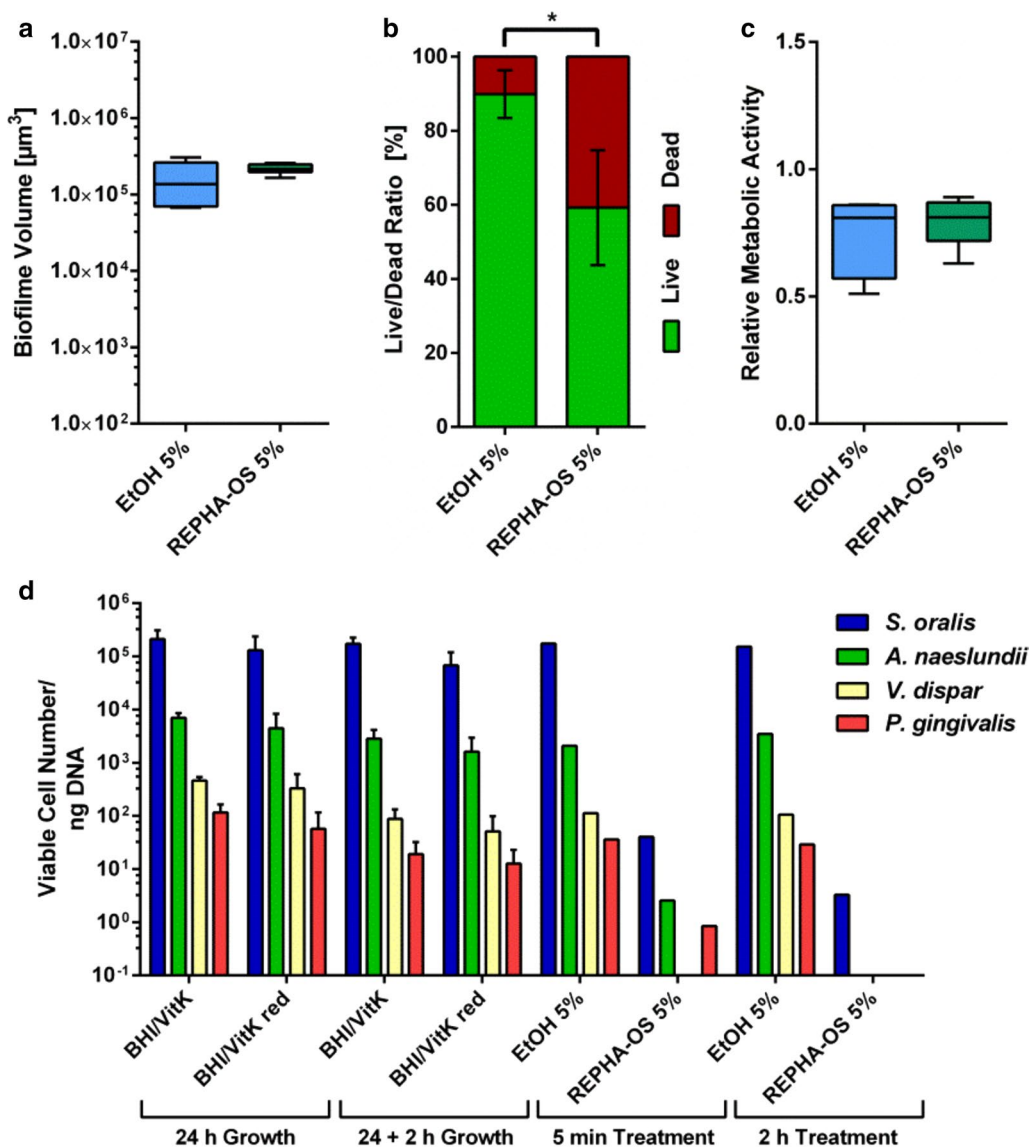 a
Biofilme Volume [µm³]
1.0×10⁷
1.0×10⁶
1.0×10⁵
1.0×10⁴
1.0×10³
1.0×10²
EtOH 5%
REPHA-OS 5%
b
*
Live/Dead Ratio [%]
100
80
60
40
20
0
EtOH 5%
REPHA-OS 5%
Live Dead
c
Relative Metabolic Activity
1.5
1.0
0.5
0.0
EtOH 5%
REPHA-OS 5%
d
Viable Cell Number/
ng DNA
10⁶
10⁵
10⁴
10³
10²
10¹
10⁰
10⁻¹
S. oralis
A. naeslundii
V. dispar
P. gingivalis
BHI/VitK
BHI/VitK red
BHI/VitK
BHI/VitK red
EtOH 5%
REPHA-OS 5%
EtOH 5%
REPHA-OS 5%
24 h Growth
24 + 2 h Growth
5 min Treatment
2 h Treatment